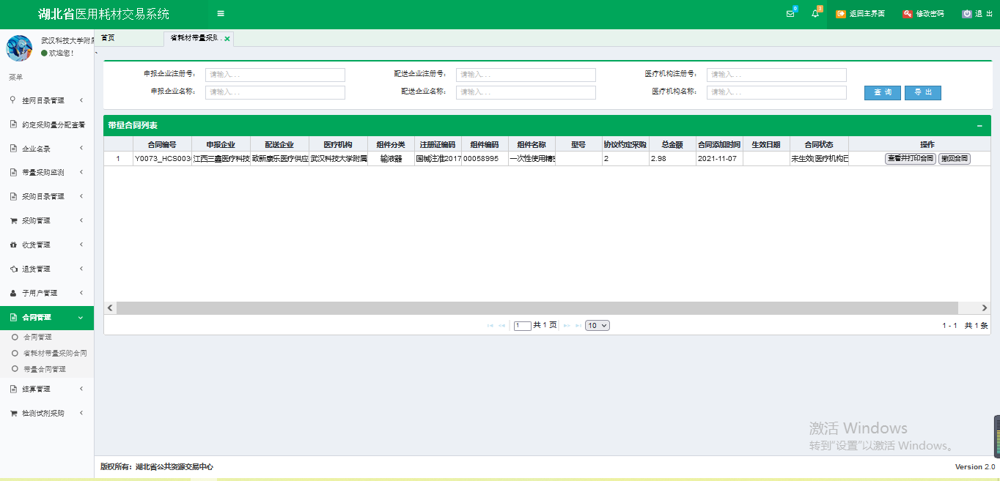 湖北省医用耗材交易系统
0
3
返回主界面
修改密码
退 出
武汉科技大学附属
欢迎您！
首页
省耗材带量采购.
菜单
挂网目录管理
约定采购量分配查看
企业名录
带量采购监测
采购目录管理
采购管理
收货管理
退货管理
子用户管理
合同管理
合同管理
省耗材带量采购合同
带量合同管理
结算管理
检测试剂采购
申报企业注册号： 请输入...
配送企业注册号： 请输入...
医疗机构注册号： 请输入...
申报企业名称： 请输入...
配送企业名称： 请输入...
医疗机构名称： 请输入...
查 询
导 出
带量合同列表
合同编号 申报企业 配送企业 医疗机构 组件分类 注册证编码 组件编码 组件名称 型号 协议约定采购 总金额 合同添加时间 生效日期 合同状态 操作
1 Y0073_HCS003 江西三鑫医疗科技 致新康乐医疗供应 武汉科技大学附属 输液器 国械注准2017 00058995 一次性使用精密 2 2.98 2021-11-07 未生效(医疗机构已 查看并打印合同 撤回合同
1 共 1 页 10
1 - 1 共 1 条
激活 Windows
转到"设置"以激活 Windows。
版权所有：湖北省公共资源交易中心
Version 2.0